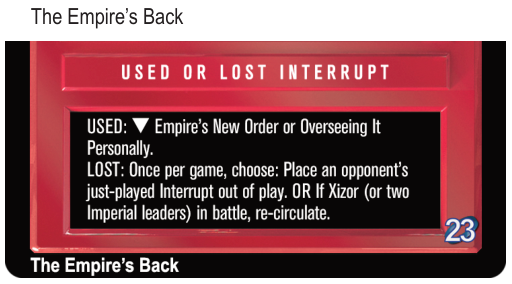 The Empire's Back
USED OR LOST INTERRUPT
USED: ▼ Empire's New Order or Overseeing It
Personally.
LOST: Once per game, choose: Place an opponent's
just-played Interrupt out of play. OR If Xizor (or two
Imperial leaders) in battle, re-circulate.
23
The Empire's Back